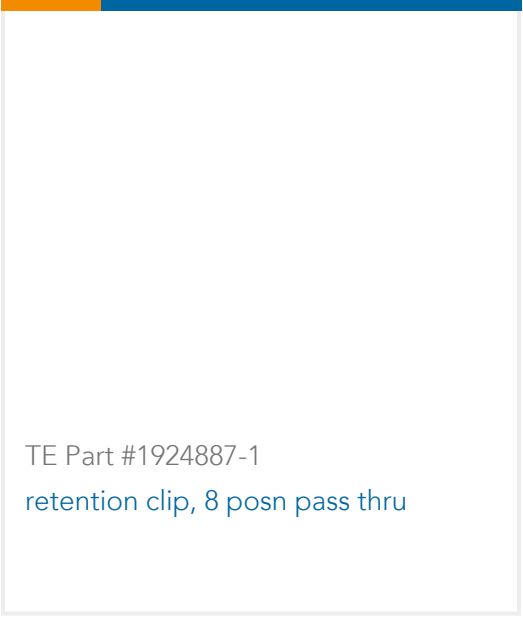 TE Part #1924887-1
retention clip, 8 posn pass thru